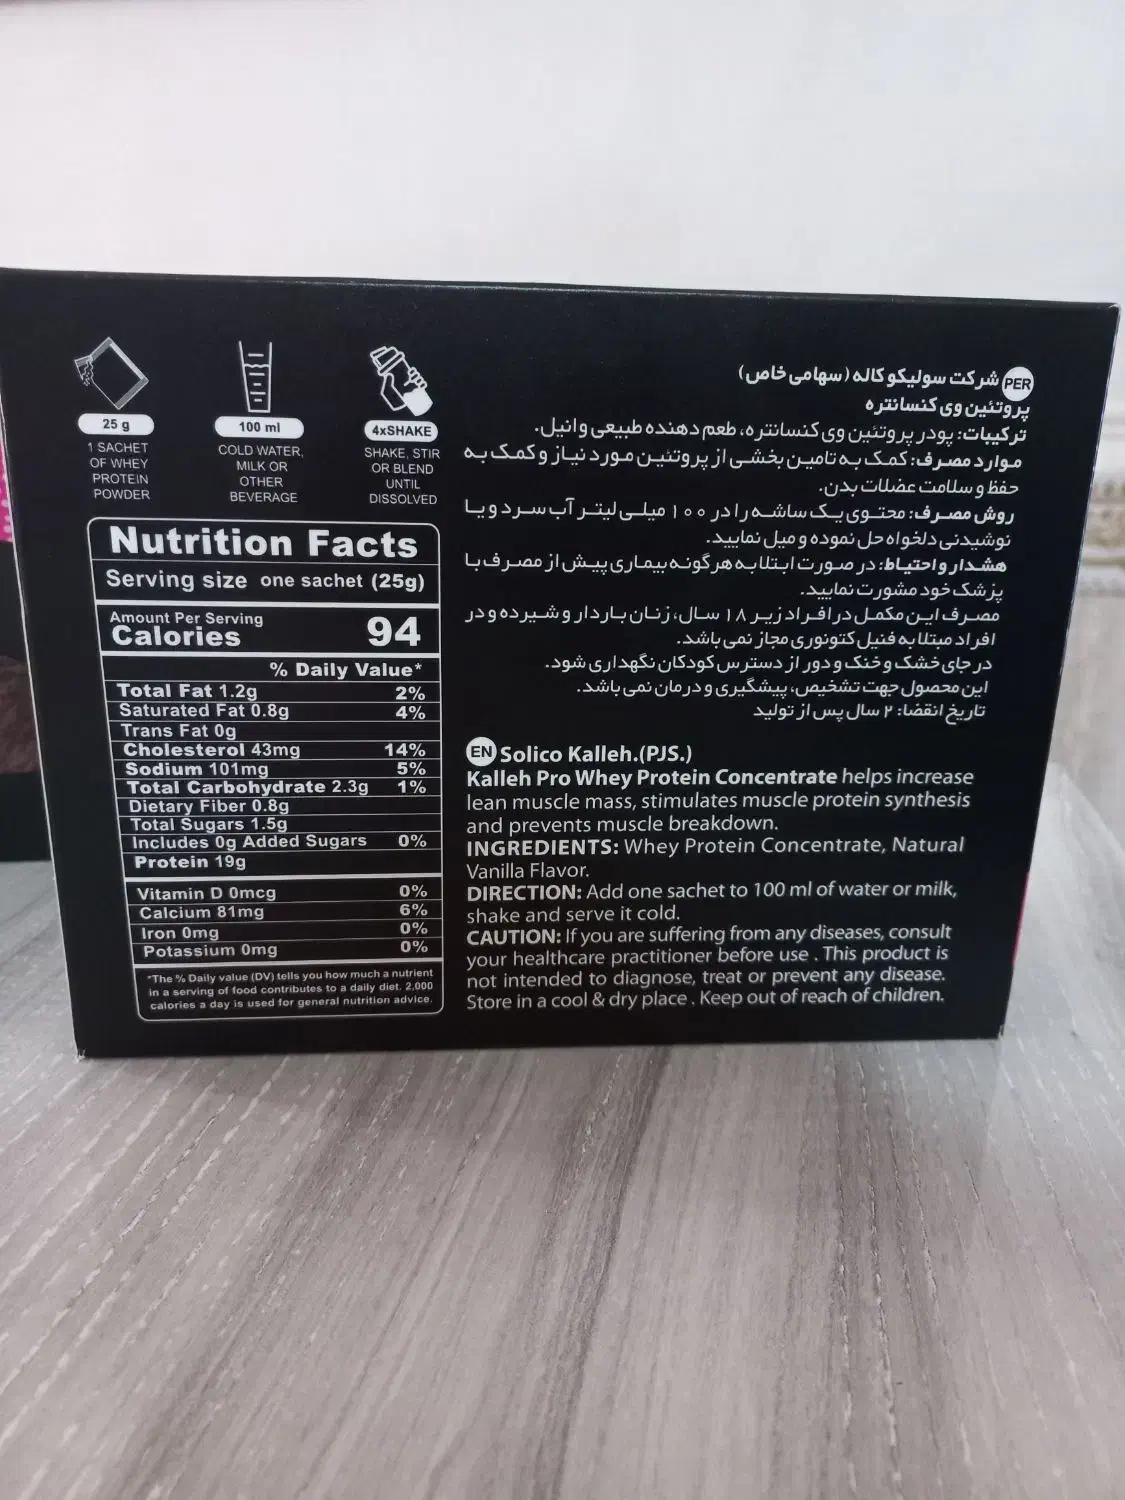 25 g
1 SACHET
OF WHEY
PROTEIN
POWDER
100 ml
COLD WATER,
MILK OR
OTHER
BEVERAGE
4xSHAKE
SHAKE, STIR
OR BLEND
UNTIL
DISSOLVED
Nutrition Facts
Serving size one sachet (25g)
Amount Per Serving
Calories 94
% Daily Value*
Total Fat 1.2g 2%
Saturated Fat 0.8g 4%
Trans Fat 0g
Cholesterol 43mg 14%
Sodium 101mg 5%
Total Carbohydrate 2.3g 1%
Dietary Fiber 0.8g
Total Sugars 1.5g
Includes 0g Added Sugars 0%
Protein 19g
Vitamin D 0mcg 0%
Calcium 81mg 6%
Iron 0mg 0%
Potassium 0mg 0%
*The % Daily value (DV) tells you how much a nutrient
in a serving of food contributes to a daily diet. 2,000
calories a day is used for general nutrition advice.
PER شرکت سولیکو کاله (سهامی خاص)
پروتئین وی کنسانتره
ترکیبات: پودر پروتئین وی کنسانتره، طعم دهنده طبیعی وانیل.
موارد مصرف: کمک به تامین بخشی از پروتئین مورد نیاز و کمک به
حفظ و سلامت عضلات بدن.
روش مصرف: محتوی یک ساشه را در ۱۰۰ میلی لیتر آب سرد و یا
نوشیدنی دلخواه حل نموده و میل نمایید.
هشدار و احتیاط: در صورت ابتلا به هرگونه بیماری پیش از مصرف با
پزشک خود مشورت نمایید.
مصرف این مکمل در افراد زیر ۱۸ سال، زنان باردار و شیرده و در
افراد مبتلا به فنیل کتونوری مجاز نمی باشد.
در جای خشک و خنک و دور از دسترس کودکان نگهداری شود.
این محصول جهت تشخیص، پیشگیری و درمان نمی باشد.
تاریخ انقضا: ۲ سال پس از تولید
EN Solico Kalleh.(PJS.)
Kalleh Pro Whey Protein Concentrate helps increase
lean muscle mass, stimulates muscle protein synthesis
and prevents muscle breakdown.
INGREDIENTS: Whey Protein Concentrate, Natural
Vanilla Flavor.
DIRECTION: Add one sachet to 100 ml of water or milk,
shake and serve it cold.
CAUTION: If you are suffering from any diseases, consult
your healthcare practitioner before use . This product is
not intended to diagnose, treat or prevent any disease.
Store in a cool & dry place . Keep out of reach of children.